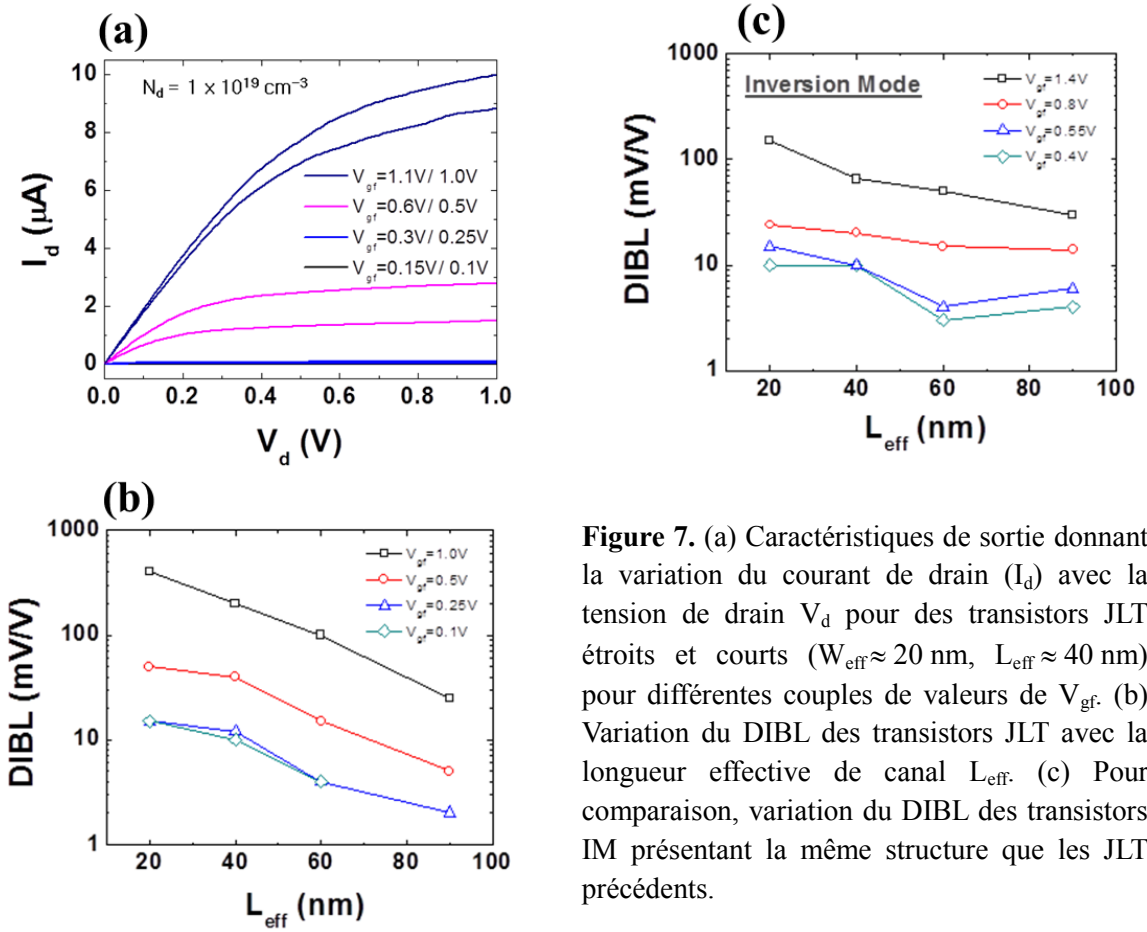 (a)
N_d = 1 × 10^19 cm^−3
10
8
6
4
2
0
I_d (μA)
V_gf=1.1V/ 1.0V
V_gf=0.6V/ 0.5V
V_gf=0.3V/ 0.25V
V_gf=0.15V/ 0.1V
0.0 0.2 0.4 0.6 0.8 1.0
V_d (V)
(c)
1000
100
10
1
DIBL (mV/V)
Inversion Mode
V_gf=1.4V
V_gf=0.8V
V_gf=0.55V
V_gf=0.4V
20 40 60 80 100
L_eff (nm)
(b)
1000
100
10
1
DIBL (mV/V)
V_gf=1.0V
V_gf=0.5V
V_gf=0.25V
V_gf=0.1V
20 40 60 80 100
L_eff (nm)
Figure 7. (a) Caractéristiques de sortie donnant
la variation du courant de drain (I_d) avec la
tension de drain V_d pour des transistors JLT
étroits et courts (W_eff ≈ 20 nm, L_eff ≈ 40 nm)
pour différentes couples de valeurs de V_gf. (b)
Variation du DIBL des transistors JLT avec la
longueur effective de canal L_eff. (c) Pour
comparaison, variation du DIBL des transistors
IM présentant la même structure que les JLT
précédents.